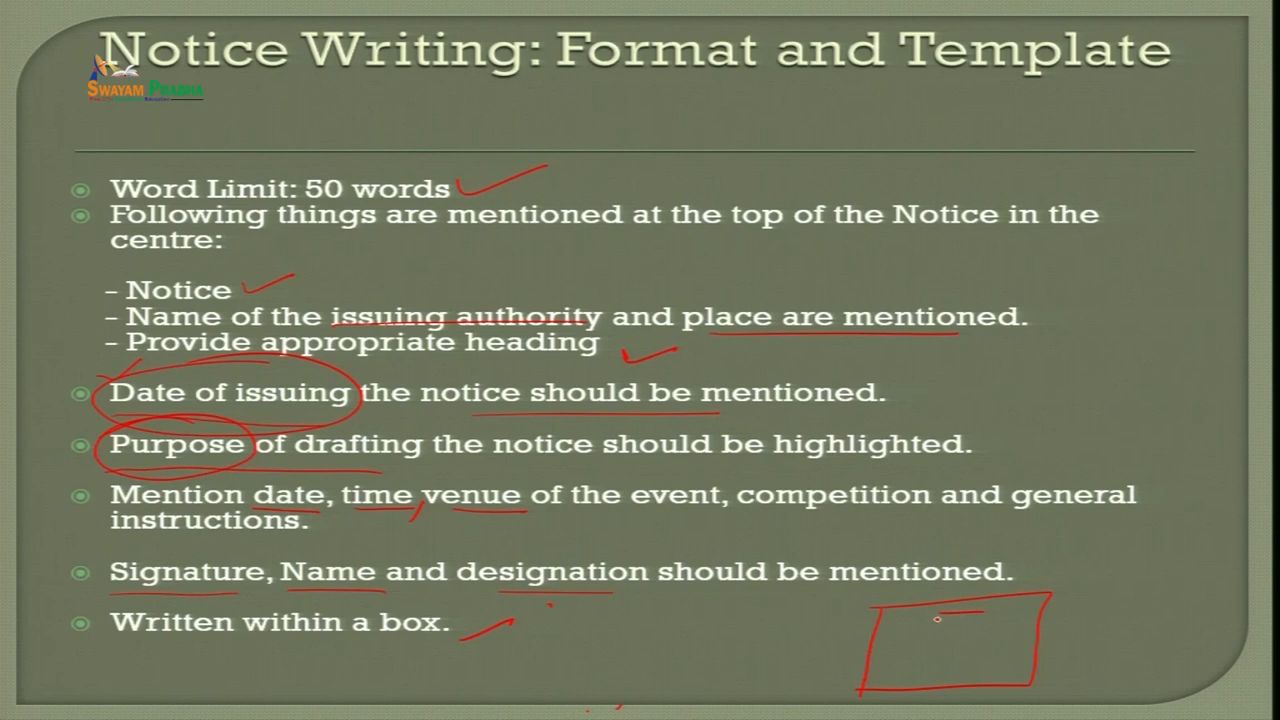 Notice Writing: Format and Template
SWAYAM PRABHA
Word Limit: 50 words
Following things are mentioned at the top of the Notice in the
centre:
– Notice
– Name of the issuing authority and place are mentioned.
– Provide appropriate heading
Date of issuing the notice should be mentioned.
Purpose of drafting the notice should be highlighted.
Mention date, time, venue of the event, competition and general
instructions.
Signature, Name and designation should be mentioned.
Written within a box.